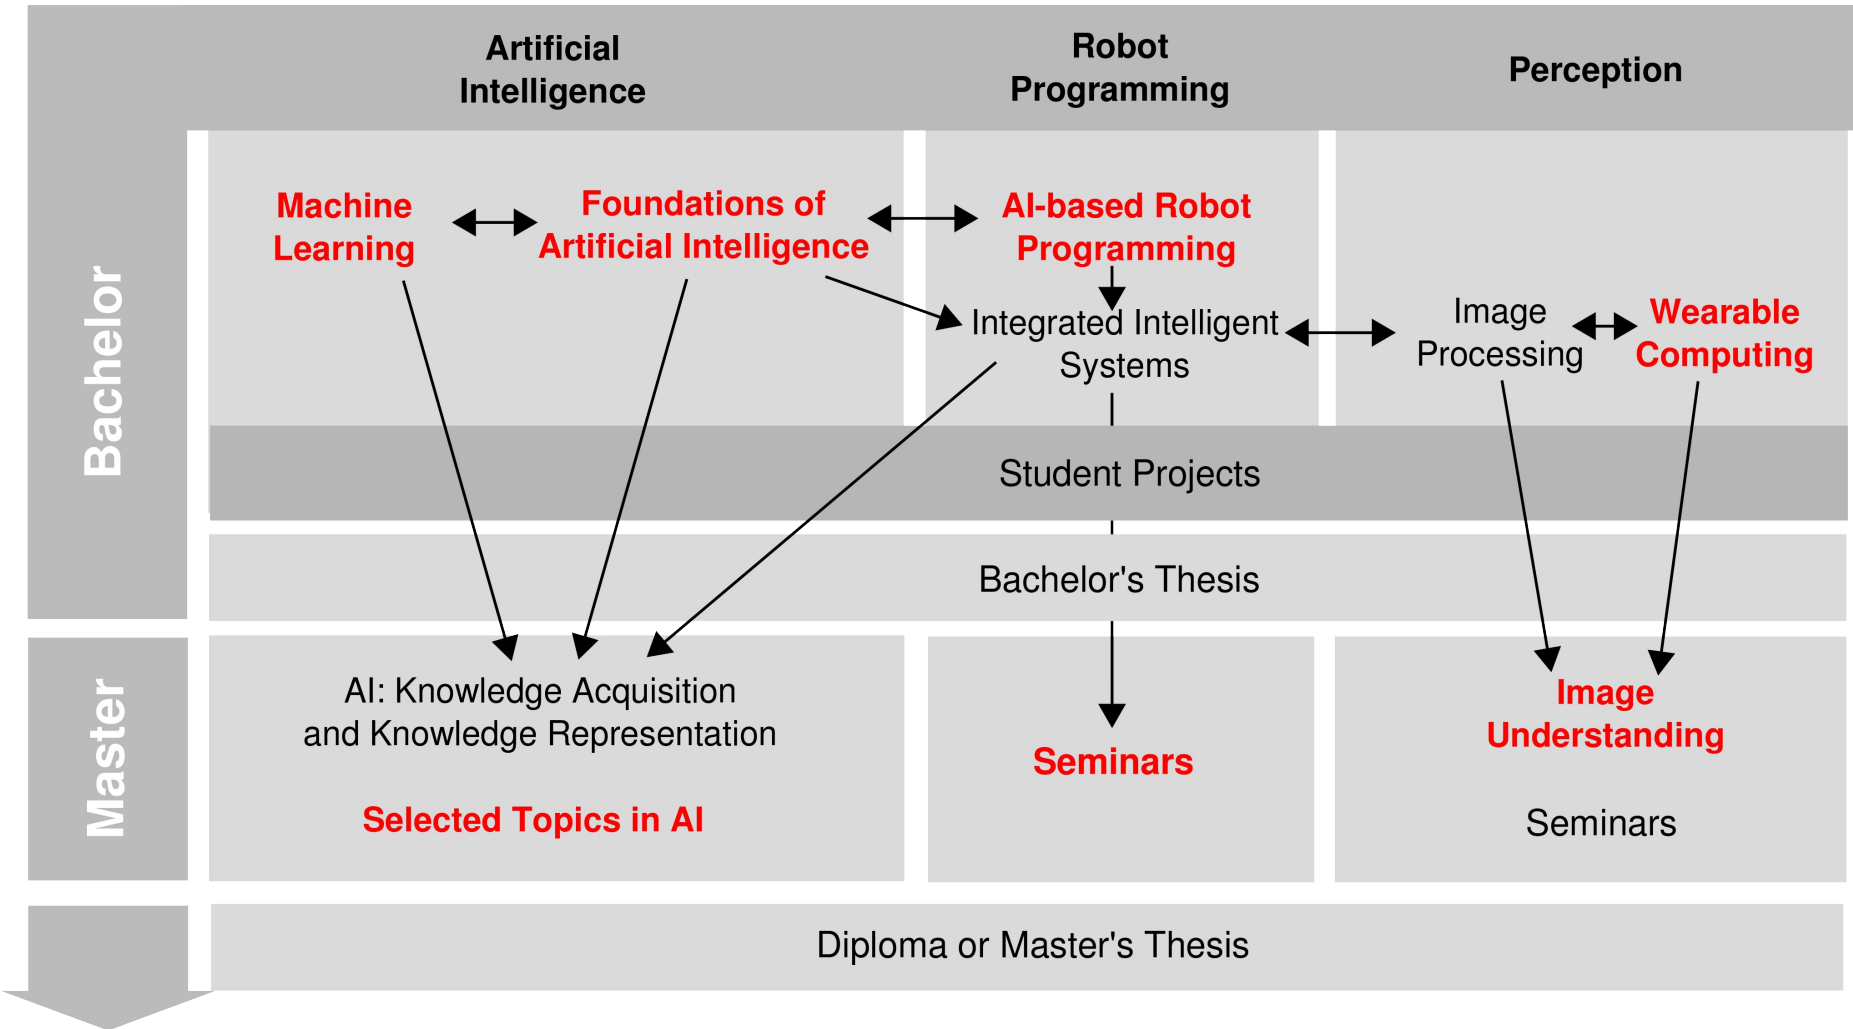 Artificial
Intelligence
Robot
Programming
Perception
Bachelor
Machine
Learning
Foundations of
Artificial Intelligence
AI-based Robot
Programming
Integrated Intelligent
Systems
Image
Processing
Wearable
Computing
Student Projects
Bachelor's Thesis
Master
AI: Knowledge Acquisition
and Knowledge Representation
Selected Topics in AI
Seminars
Image
Understanding
Seminars
Diploma or Master's Thesis